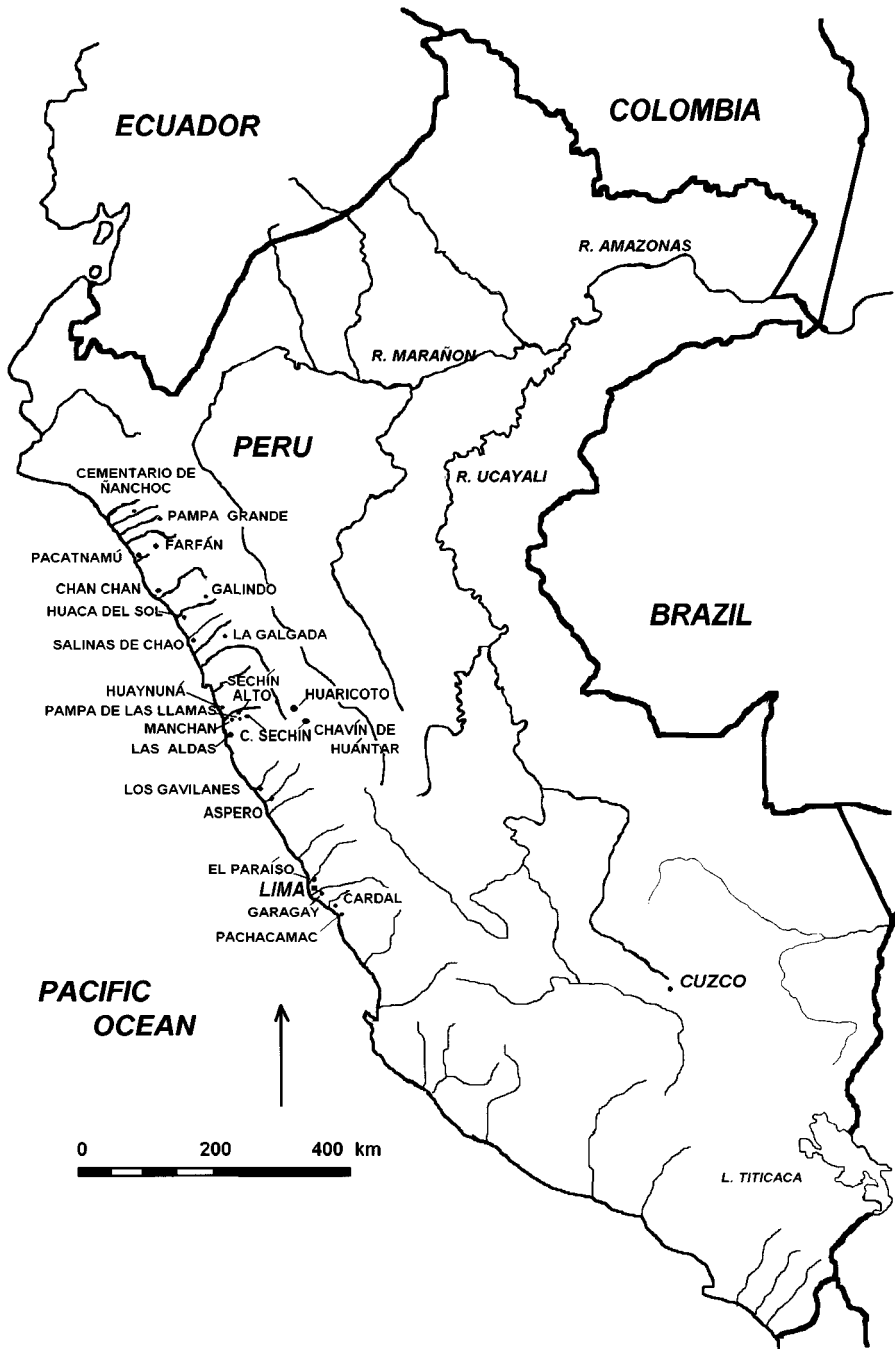 ECUADOR
COLOMBIA
R. AMAZONAS
R. MARAÑON
PERU
R. UCAYALI
CEMENTARIO DE
ÑANCHOC
PAMPA GRANDE
FARFÁN
PACATNAMÚ
CHAN CHAN
GALINDO
HUACA DEL SOL
BRAZIL
LA GALGADA
SALINAS DE CHAO
SECHÍN
ALTO
HUAYNUNÁ
HUARICOTO
PAMPA DE LAS LLAMAS
MANCHAN
C. SECHÍN
CHAVÍN DE
HUÁNTAR
LAS ALDAS
LOS GAVILANES
ASPERO
EL PARAÍSO
LIMA
CARDAL
GARAGAY
PACHACAMAC
CUZCO
PACIFIC
OCEAN
0 200 400 km
L. TITICACA